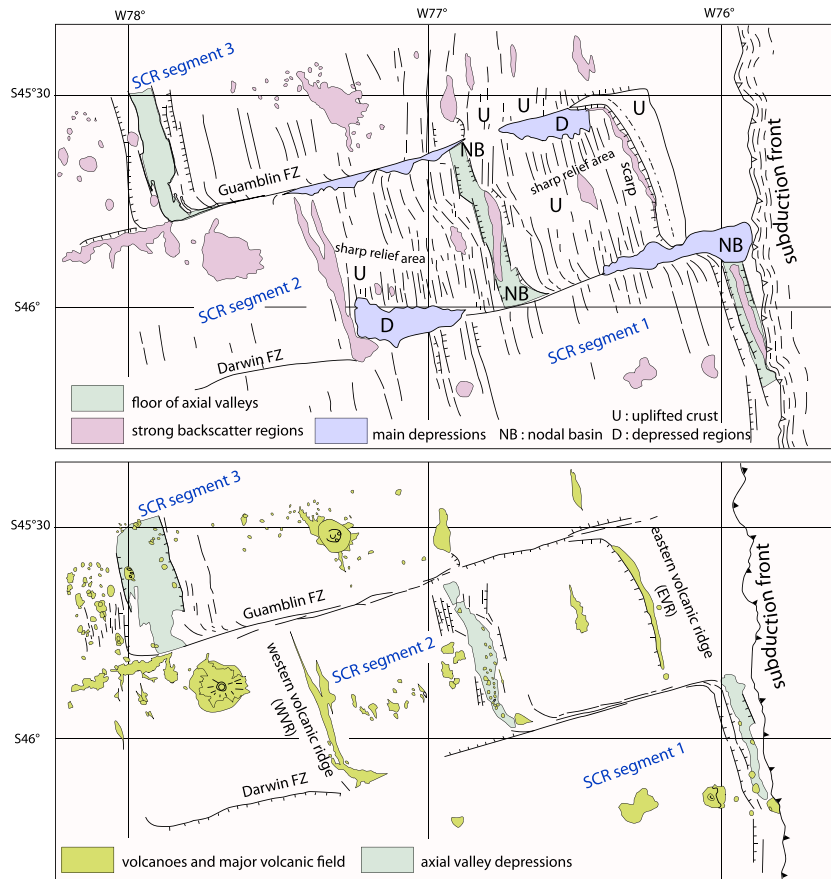 W78°
W77°
W76°
SCR segment 3
S45°30
U
U
U
D
NB
Guamblin FZ
sharp relief area
scarp
U
subduction front
sharp relief area
U
NB
SCR segment 2
NB
S46°
D
SCR segment 1
Darwin FZ
floor of axial valleys
strong backscatter regions
main depressions
U : uplifted crust
NB : nodal basin
D : depressed regions
SCR segment 3
S45°30
eastern volcanic ridge
(EVR)
subduction front
Guamblin FZ
SCR segment 2
western volcanic ridge
(WVR)
S46°
SCR segment 1
Darwin FZ
volcanoes and major volcanic field
axial valley depressions